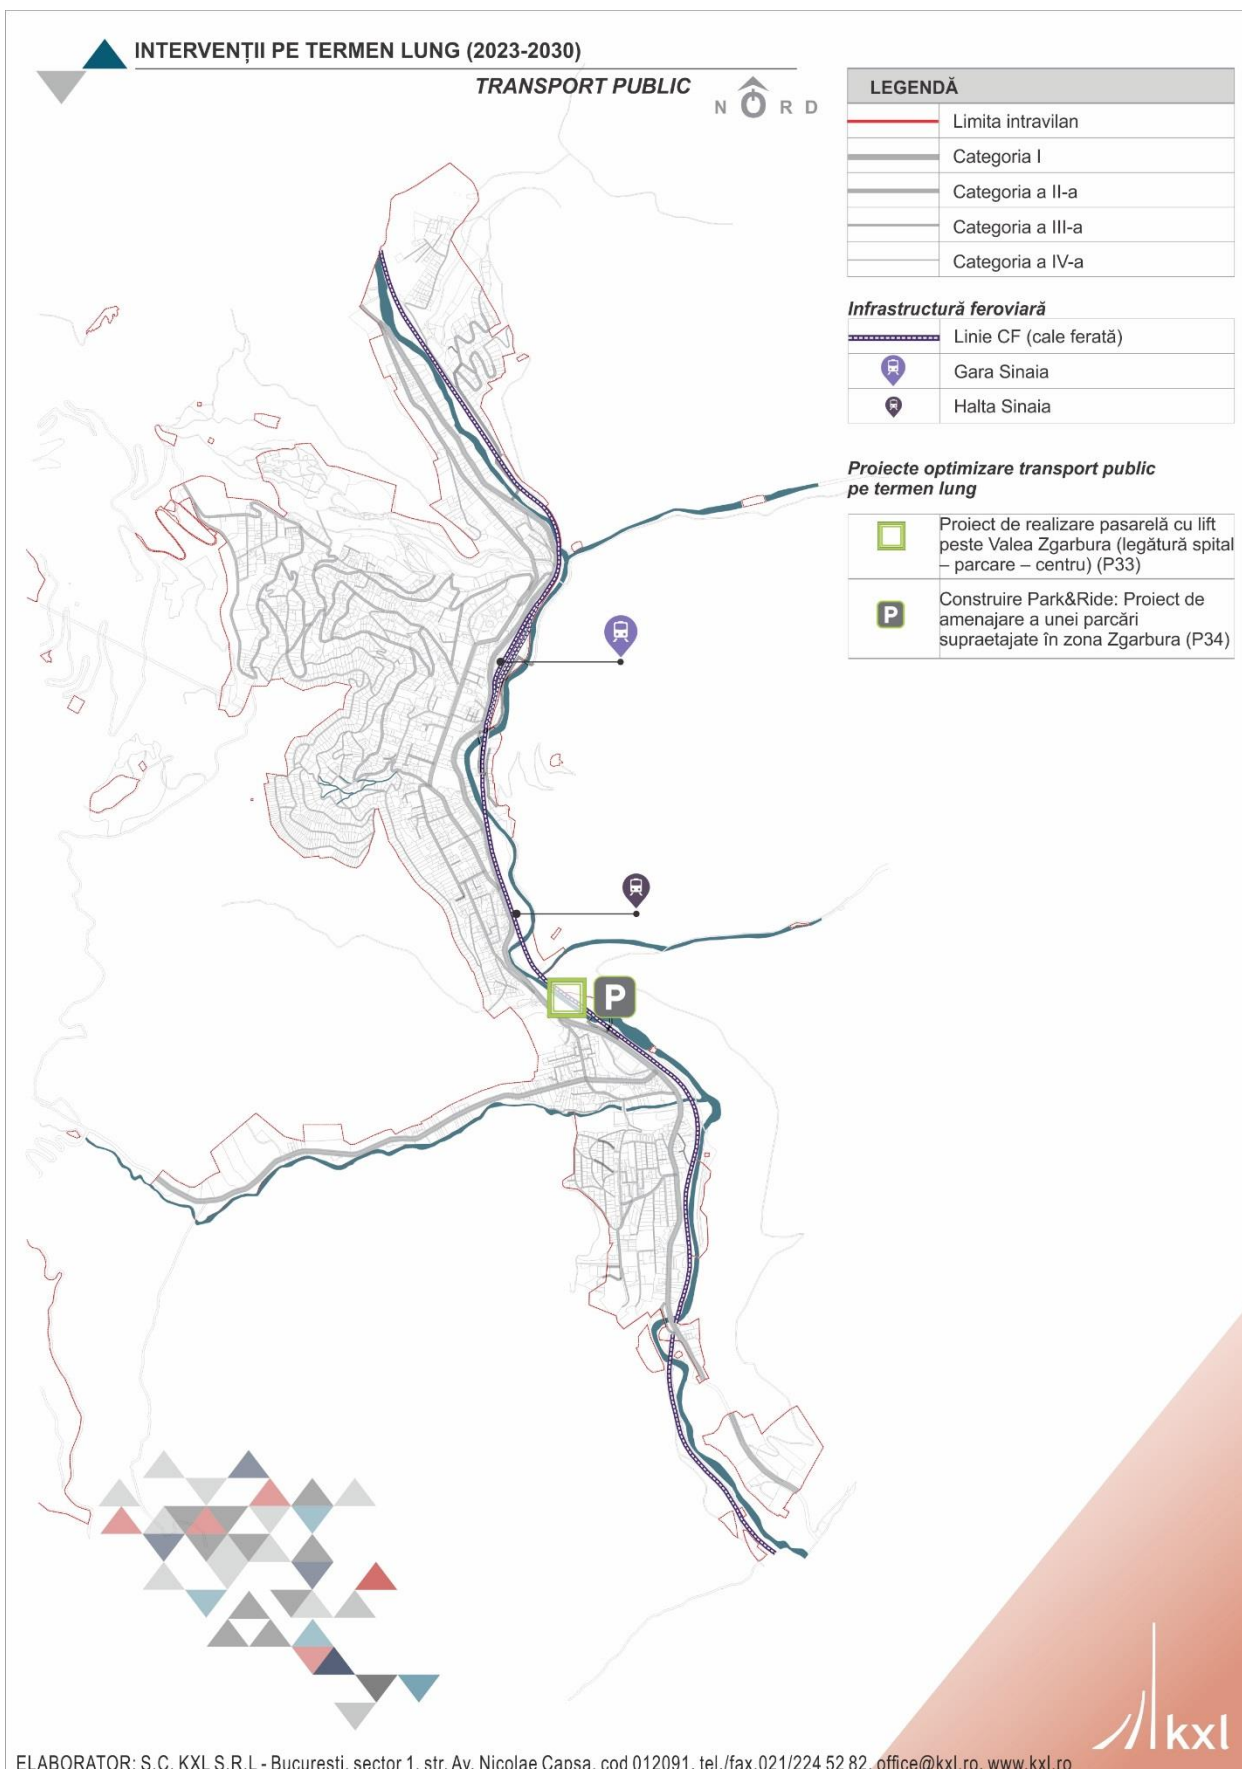 INTERVENȚII PE TERMEN LUNG (2023-2030)
TRANSPORT PUBLIC
N O R D
LEGENDĂ
Limita intravilan
Categoria I
Categoria a II-a
Categoria a III-a
Categoria a IV-a
Infrastructură feroviară
Linie CF (cale ferată)
Gara Sinaia
Halta Sinaia
Proiecte optimizare transport public
pe termen lung
Proiect de realizare pasarelă cu lift
peste Valea Zgarbura (legătură spital
– parcare – centru) (P33)
P
Construire Park&Ride: Proiect de
amenajare a unei parcări
supraetajate în zona Zgarbura (P34)
P
kxl
ELABORATOR: S.C. KXL S.R.L - Bucuresti, sector 1, str. Av. Nicolae Capsa, cod 012091, tel./fax.021/224 52 82, office@kxl.ro, www.kxl.ro